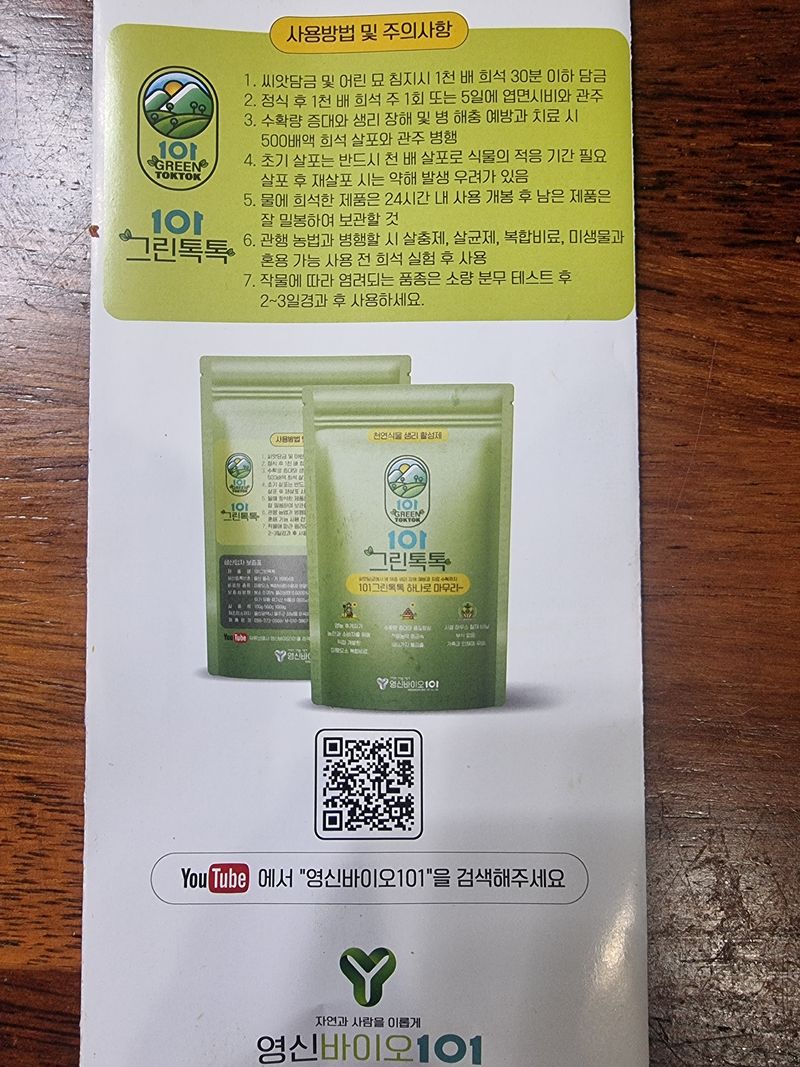 사용방법 및 주의사항
101
GREEN
TOKTOK
101
그린톡톡
1. 씨앗담금 및 어린 묘 침지시 1천 배 희석 30분 이하 담금
2. 정식 후 1천 배 희석 주 1회 또는 5일에 엽면시비와 관주
3. 수확량 증대와 생리 장해 및 병 해충 예방과 치료 시
500배액 희석 살포와 관주 병행
4. 초기 살포는 반드시 천 배 살포로 식물의 적응 기간 필요
살포 후 재살포 시는 약해 발생 우려가 있음
5. 물에 희석한 제품은 24시간 내 사용 개봉 후 남은 제품은
잘 밀봉하여 보관할 것
6. 관행 농법과 병행할 시 살충제, 살균제, 복합비료, 미생물과
혼용 가능 사용 전 희석 실험 후 사용
7. 작물에 따라 염려되는 품종은 소량 분무 테스트 후
2~3일경과 후 사용하세요.
사용방법 및
101
그린톡톡
YouTube
영신바이오
천연식물 생리 활성제
101
GREEN
TOKTOK
101
그린톡톡
101그린톡톡 하나로 마무리~
영신바이오101
YouTube 에서 "영신바이오101"을 검색해주세요
자연과 사람을 이롭게
영신바이오101